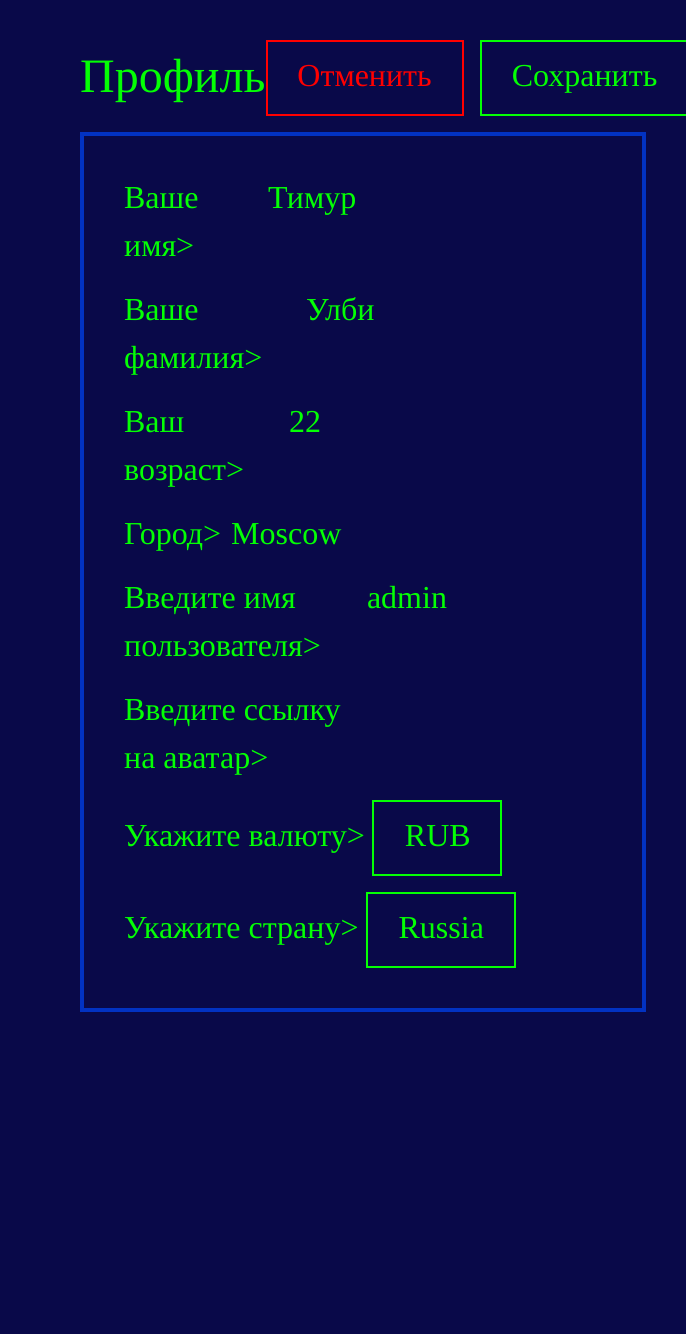 Профиль Отменить Сохранить
Ваше Тимур
имя>
Ваше Улби
фамилия>
Ваш 22
возраст>
Город> Moscow
Введите имя admin
пользователя>
Введите ссылку
на аватар>
Укажите валюту> RUB
Укажите страну> Russia